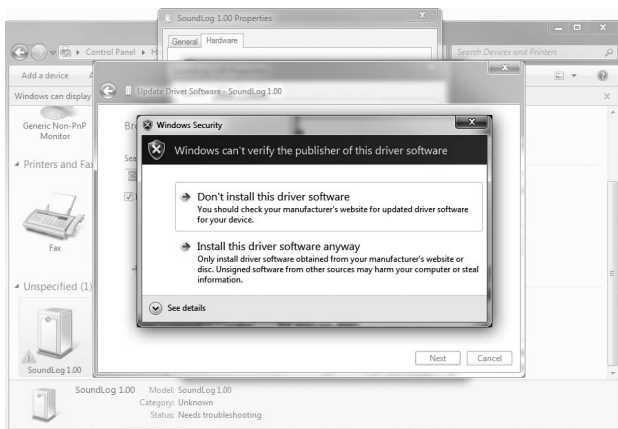 SoundLog 1.00 Properties
General Hardware
Control Panel
Search Devices and Printers
Add a device
Windows can display
Update Driver Software - SoundLog 1.00
Generic Non-PnP
Monitor
Printers and Fax
Fax
Unspecified (1)
SoundLog 1.00
Windows Security
Windows can't verify the publisher of this driver software
Don't install this driver software
You should check your manufacturer's website for updated driver software
for your device.
Install this driver software anyway
Only install driver software obtained from your manufacturer's website or
disc. Unsigned software from other sources may harm your computer or steal
information.
See details
Next Cancel
SoundLog 1.00 Model: SoundLog 1.00
Category: Unknown
Status: Needs troubleshooting